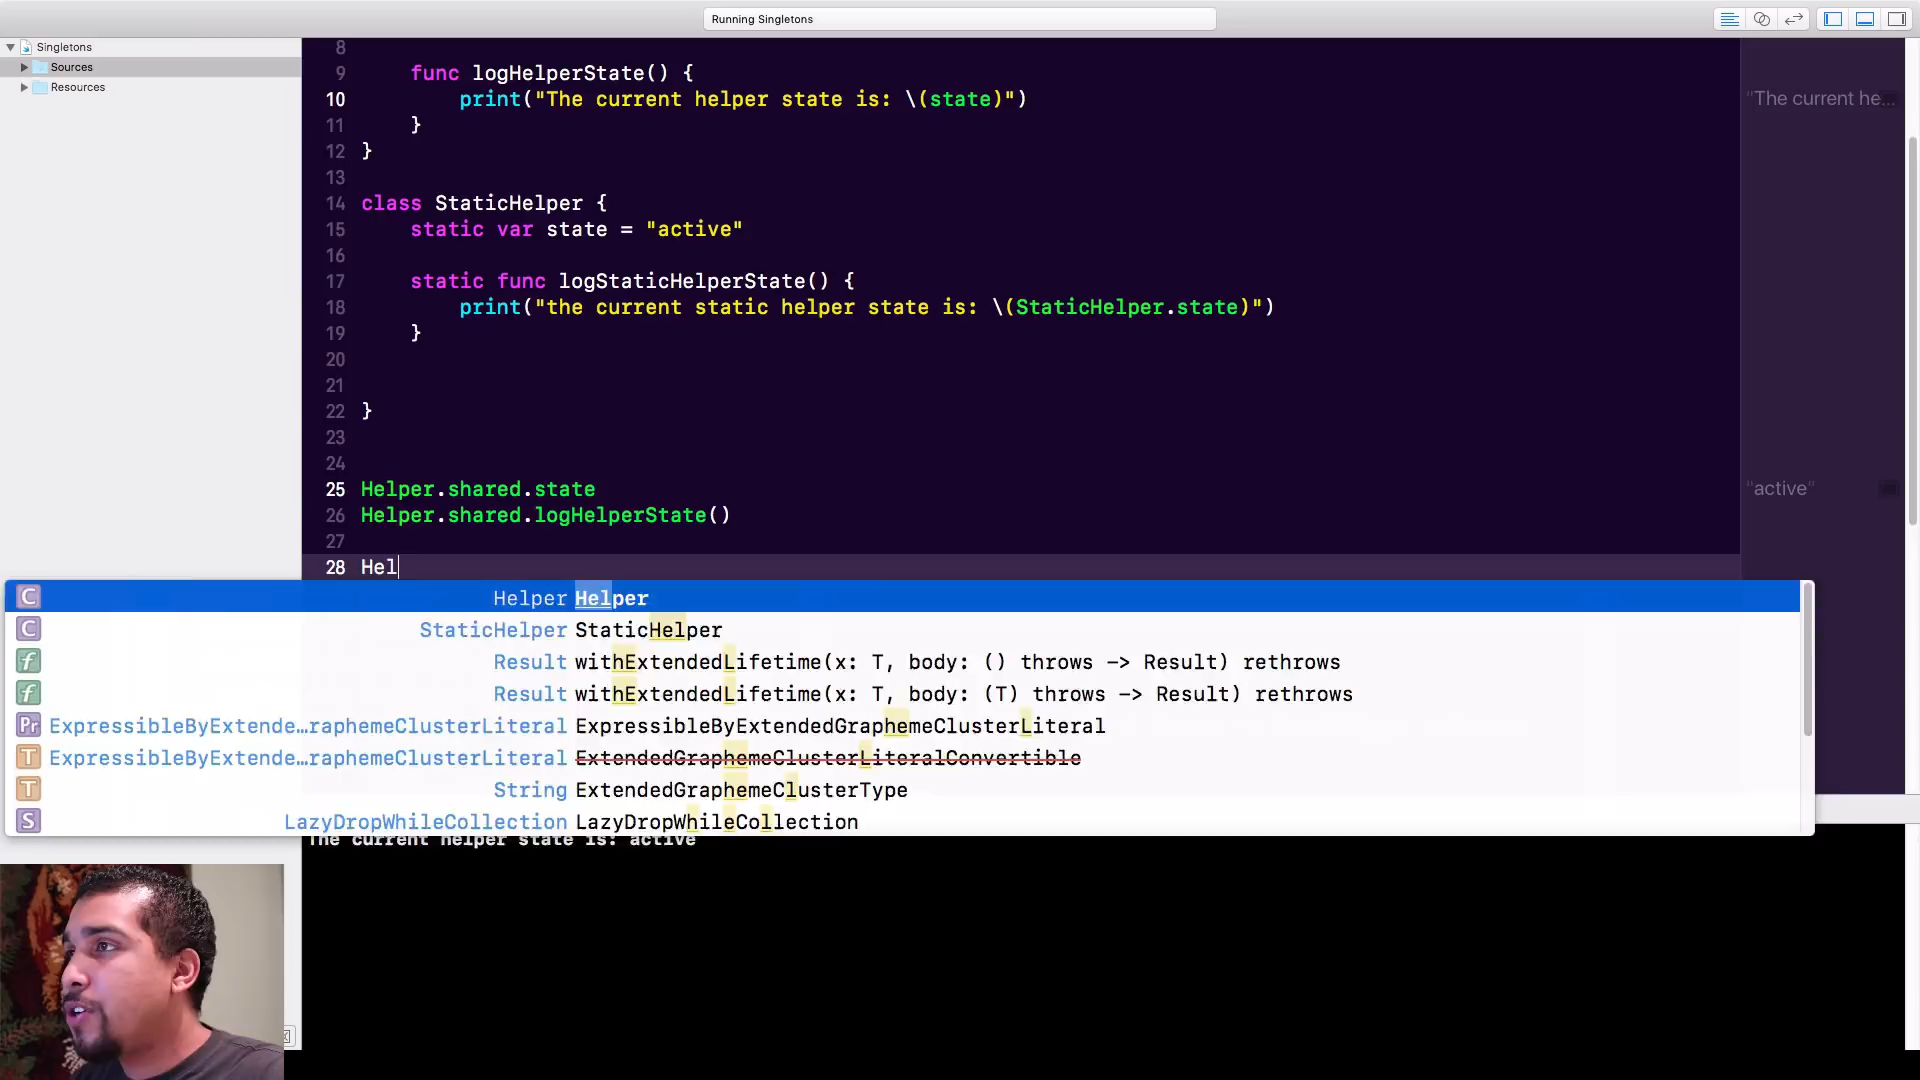 Running Singletons
Singletons
Sources
Resources
8
9 func logHelperState() {
10 print("The current helper state is: \(state)")
"The current he...
11 }
12 }
13
14 class StaticHelper {
15 static var state = "active"
16
17 static func logStaticHelperState() {
18 print("the current static helper state is: \(StaticHelper.state)")
19 }
20
21
22 }
23
24
25 Helper.shared.state
"active"
26 Helper.shared.logHelperState()
27
28 Hel
C Helper Helper
C StaticHelper StaticHelper
f Result withExtendedLifetime(x: T, body: () throws -> Result) rethrows
f Result withExtendedLifetime(x: T, body: (T) throws -> Result) rethrows
Pr ExpressibleByExtende…raphemeClusterLiteral ExpressibleByExtendedGraphemeClusterLiteral
T ExpressibleByExtende…raphemeClusterLiteral ExtendedGraphemeClusterLiteralConvertible
T String ExtendedGraphemeClusterType
S LazyDropWhileCollection LazyDropWhileCollection
The current helper state is: active